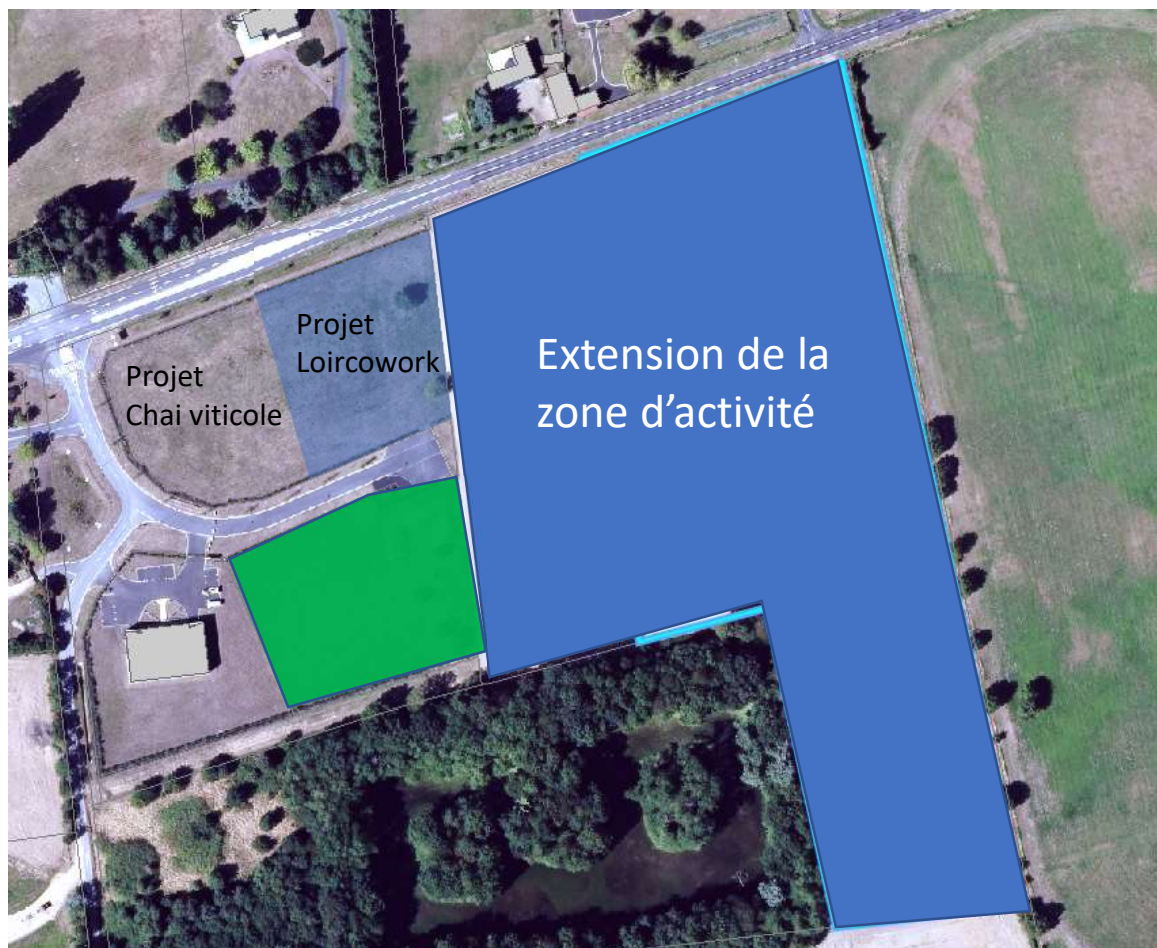 Projet
Chai viticole
Projet
Loircowork
Extension de la
zone d’activité